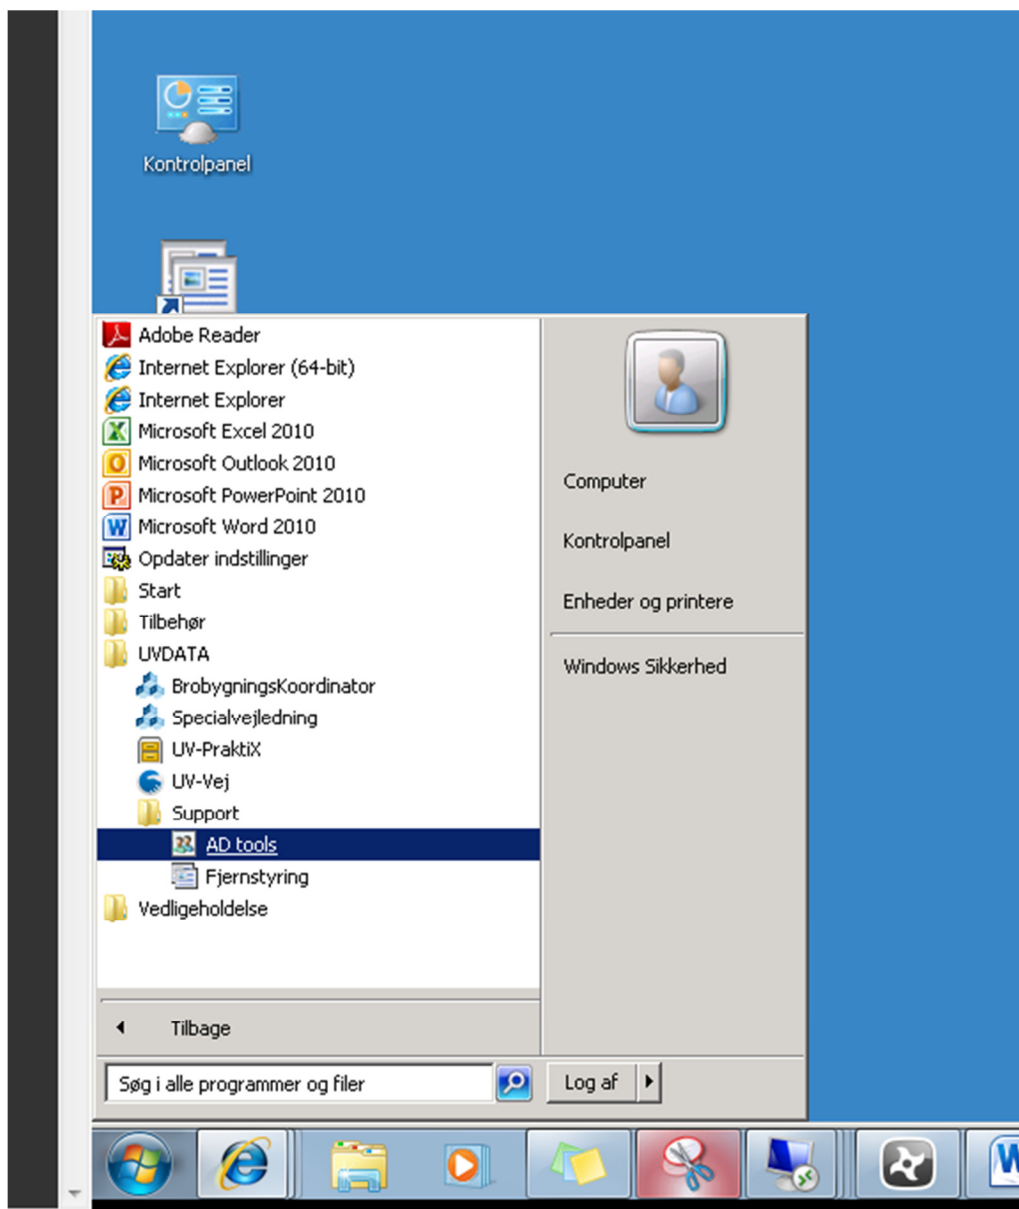 Kontrolpanel
Adobe Reader
Internet Explorer (64-bit)
Internet Explorer
Microsoft Excel 2010
Microsoft Outlook 2010
Microsoft PowerPoint 2010
Microsoft Word 2010
Opdater indstillinger
Start
Tilbehør
UVDATA
BrobygningsKoordinator
Specialvejledning
UV-PraktiX
UV-Vej
Support
AD tools
Fjernstyring
Vedligeholdelse
Tilbage
Søg i alle programmer og filer
Computer
Kontrolpanel
Enheder og printere
Windows Sikkerhed
Log af